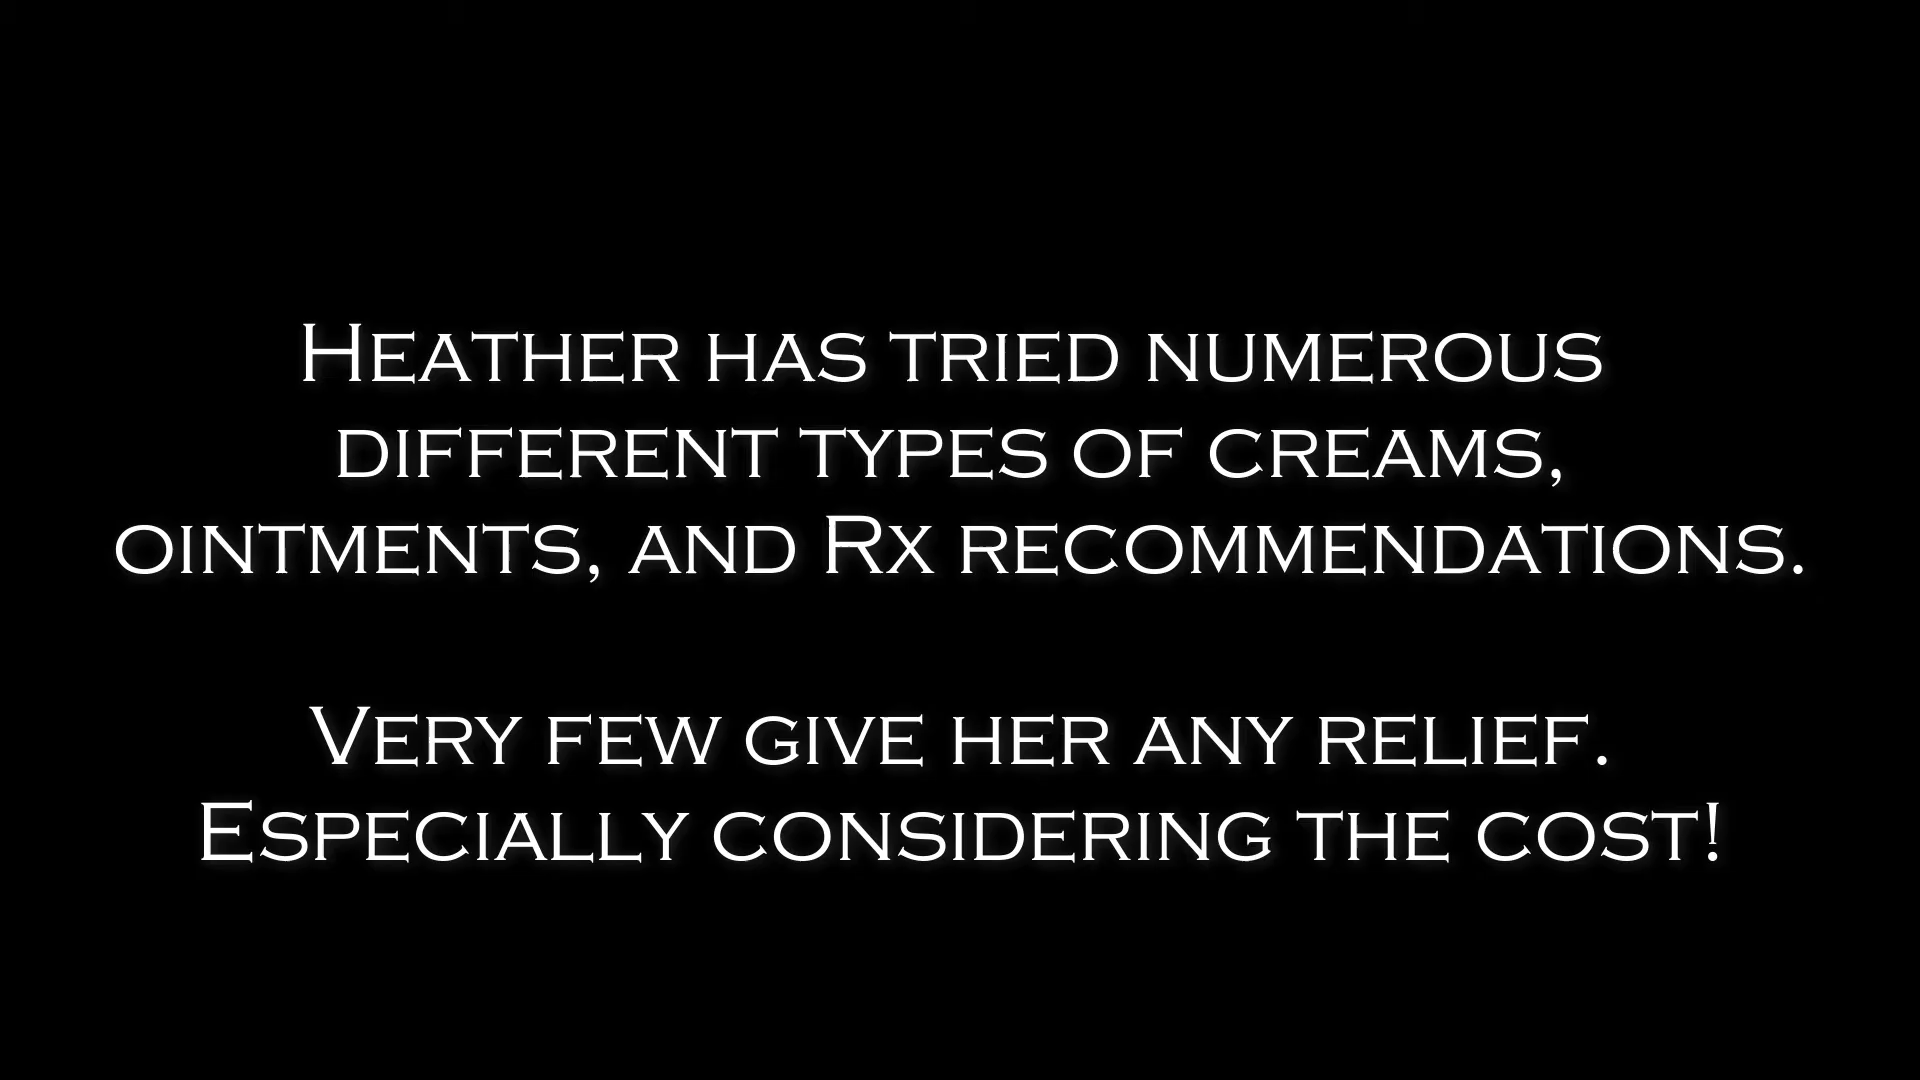 Heather has tried numerous
different types of creams,
ointments, and Rx recommendations.
Very few give her any relief.
Especially considering the cost!